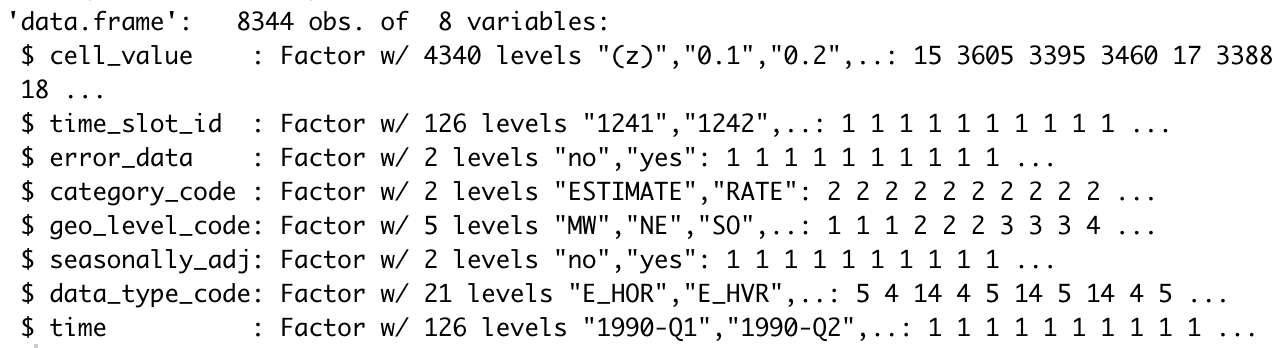 'data.frame':   8344 obs. of  8 variables:
 $ cell_value    : Factor w/ 4340 levels "(z)","0.1","0.2",..: 15 3605 3395 3460 17 3388
 18 ...
 $ time_slot_id  : Factor w/ 126 levels "1241","1242",..: 1 1 1 1 1 1 1 1 1 1 ...
 $ error_data    : Factor w/ 2 levels "no","yes": 1 1 1 1 1 1 1 1 1 1 ...
 $ category_code : Factor w/ 2 levels "ESTIMATE","RATE": 2 2 2 2 2 2 2 2 2 2 ...
 $ geo_level_code: Factor w/ 5 levels "MW","NE","SO",..: 1 1 1 2 2 2 3 3 3 4 ...
 $ seasonally_adj: Factor w/ 2 levels "no","yes": 1 1 1 1 1 1 1 1 1 1 ...
 $ data_type_code: Factor w/ 21 levels "E_HOR","E_HVR",..: 5 4 14 4 5 14 5 14 4 5 ...
 $ time          : Factor w/ 126 levels "1990-Q1","1990-Q2",..: 1 1 1 1 1 1 1 1 1 1 ...